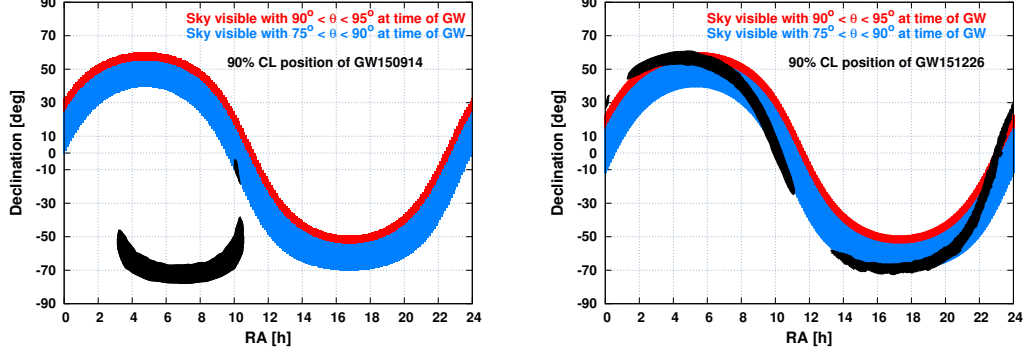 Sky visible with 90° < θ < 95° at time of GW
Sky visible with 75° < θ < 90° at time of GW
90% CL position of GW150914
Declination [deg]
90
70
50
30
10
0
-10
-30
-50
-70
-90
0 2 4 6 8 10 12 14 16 18 20 22 24
RA [h]
Sky visible with 90° < θ < 95° at time of GW
Sky visible with 75° < θ < 90° at time of GW
90% CL position of GW151226
Declination [deg]
90
70
50
30
10
0
-10
-30
-50
-70
-90
0 2 4 6 8 10 12 14 16 18 20 22 24
RA [h]